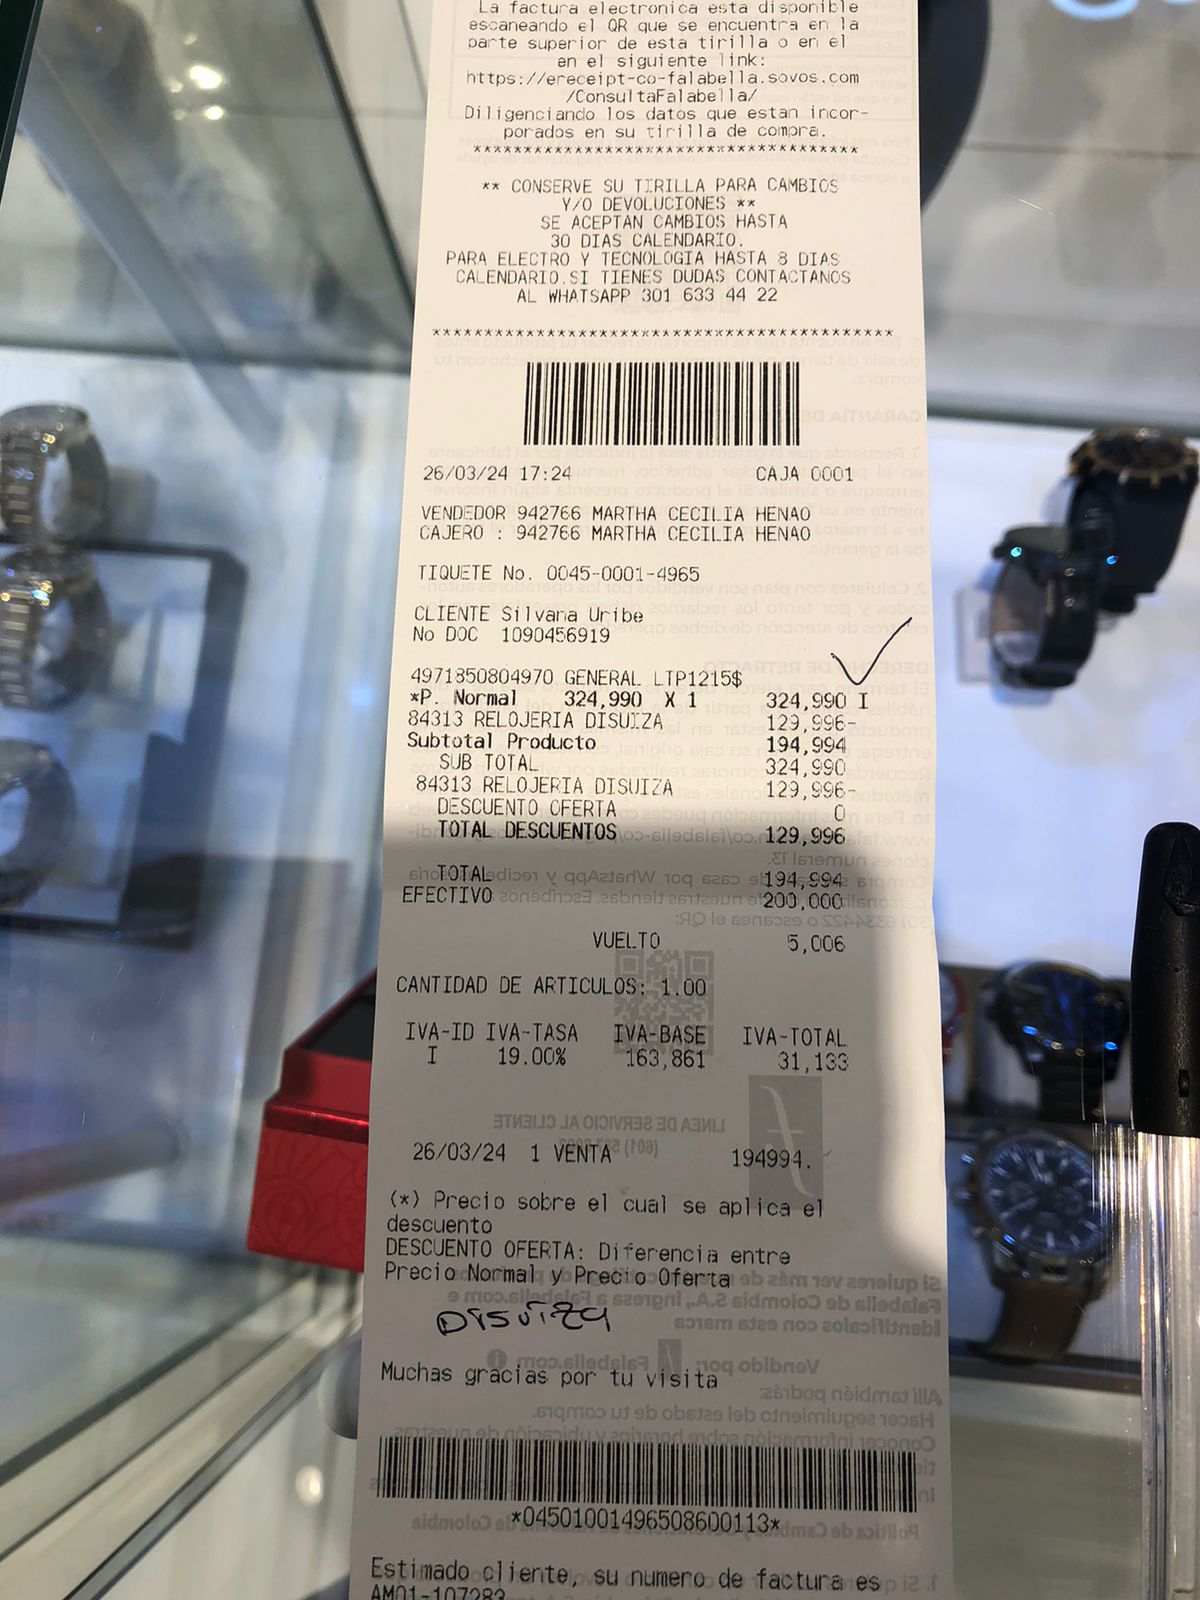 La factura electronica esta disponible
escaneando el QR que se encuentra en la
parte superior de esta tirilla o en el
en el siguiente link:
https://ereceipt-co-falabella.sovos.com
/ConsultaFalabella/
Diligenciando los datos que estan incor-
porados en su tirilla de compra.
*************************************
** CONSERVE SU TIRILLA PARA CAMBIOS
Y/O DEVOLUCIONES **
SE ACEPTAN CAMBIOS HASTA
30 DIAS CALENDARIO.
PARA ELECTRO Y TECNOLOGIA HASTA 8 DIAS
CALENDARIO.SI TIENES DUDAS CONTACTANOS
AL WHATSAPP 301 633 44 22
****************************************
26/03/24 17:24 CAJA 0001
VENDEDOR 942766 MARTHA CECILIA HENAO
CAJERO : 942766 MARTHA CECILIA HENAO
TIQUETE No. 0045-0001-4965
CLIENTE Silvana Uribe
No DOC 1090456919
4971850804970 GENERAL LTP1215$
*P. Normal 324,990 X 1 324,990 I
84313 RELOJERIA DISUIZA 129,996-
Subtotal Producto 194,994
SUB TOTAL 324,990
84313 RELOJERIA DISUIZA 129,996-
DESCUENTO OFERTA 0
TOTAL DESCUENTOS 129,996
TOTAL 194,994
EFECTIVO 200,000
VUELTO 5,006
CANTIDAD DE ARTICULOS: 1.00
IVA-ID IVA-TASA IVA-BASE IVA-TOTAL
I 19.00% 163,861 31,133
26/03/24 1 VENTA 194994.
(*) Precio sobre el cual se aplica el
descuento
DESCUENTO OFERTA: Diferencia entre
Precio Normal y Precio Oferta
Disuiza
Muchas gracias por tu visita
*04501001496508600113*
Estimado cliente, su numero de factura es
AM01-107283